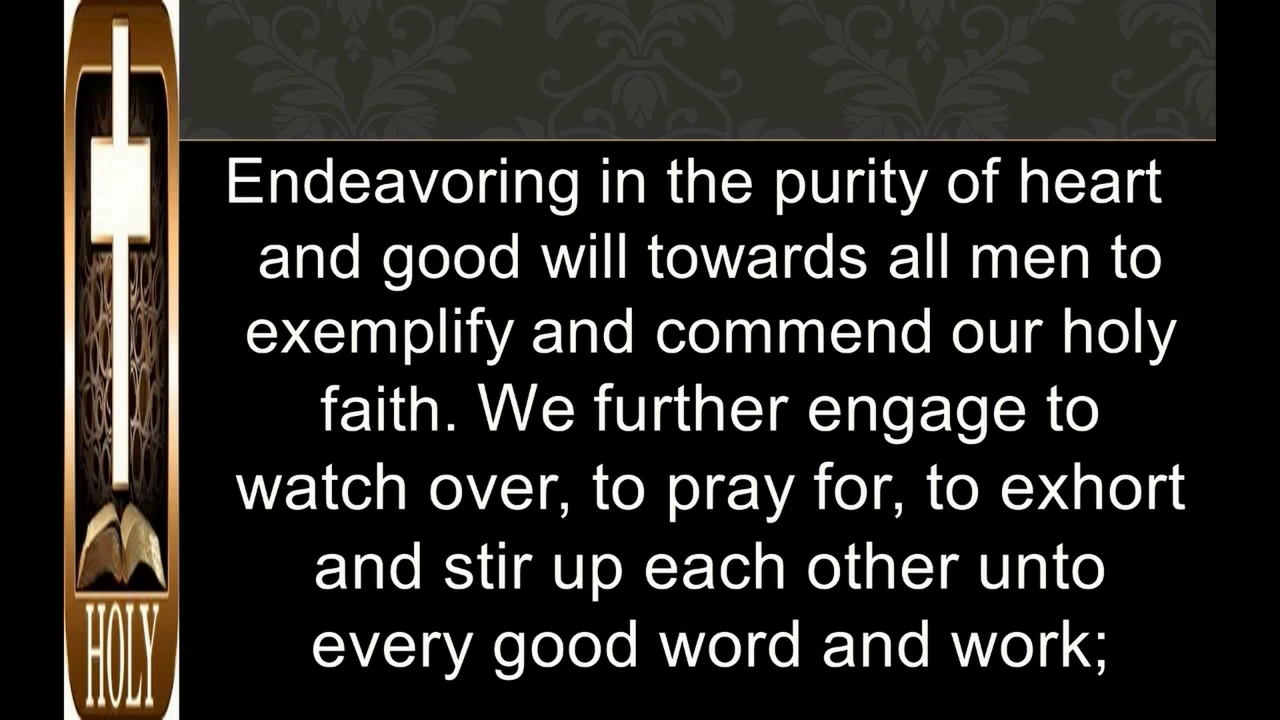 Endeavoring in the purity of heart
and good will towards all men to
exemplify and commend our holy
faith. We further engage to
watch over, to pray for, to exhort
and stir up each other unto
every good word and work;
HOLY